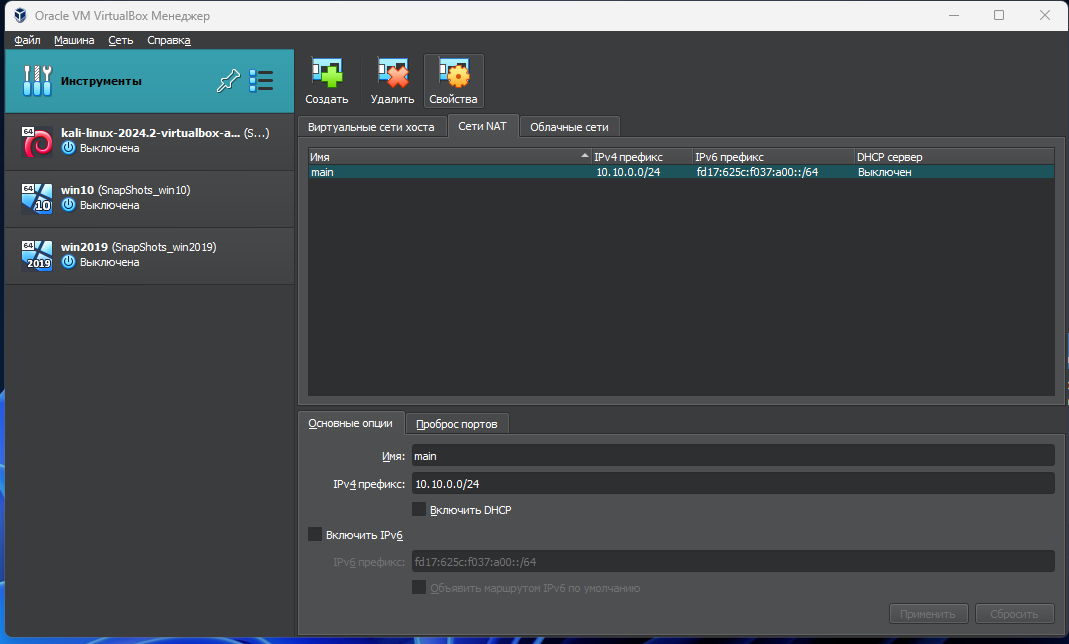 Oracle VM VirtualBox Менеджер
Файл Машина Сеть Справка
Инструменты
64
kali-linux-2024.2-virtualbox-a... (S...)
Выключена
64
10
win10 (SnapShots_win10)
Выключена
64
2019
win2019 (SnapShots_win2019)
Выключена
Создать Удалить Свойства
Виртуальные сети хоста Сети NAT Облачные сети
Имя IPv4 префикс IPv6 префикс DHCP сервер
main 10.10.0.0/24 fd17:625c:f037:a00::/64 Выключен
Основные опции Проброс портов
Имя: main
IPv4 префикс: 10.10.0.0/24
Включить DHCP
Включить IPv6
IPv6 префикс: fd17:625c:f037:a00::/64
Объявить маршрутом IPv6 по умолчанию
Применить Сбросить